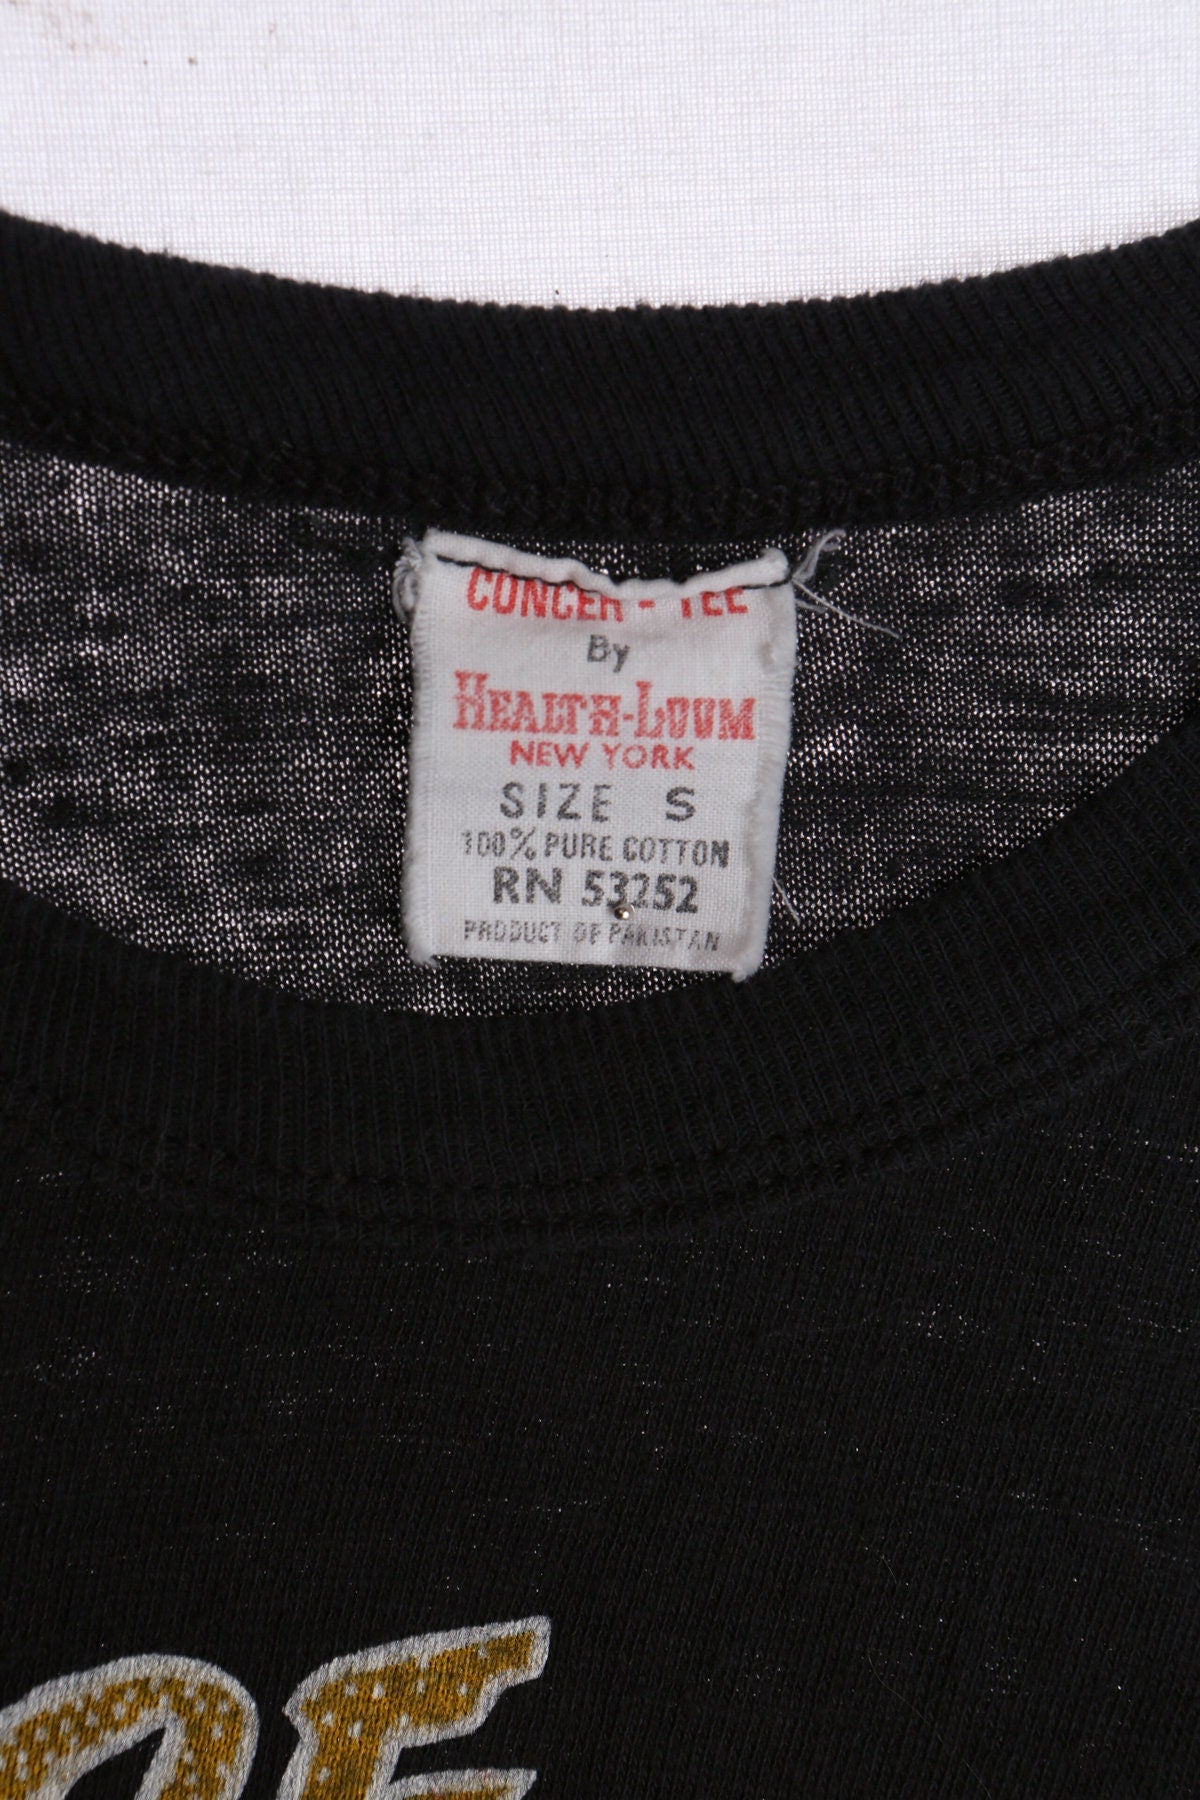 CONCER-TEE
By
HEALTH-LOOM
NEW YORK
SIZE S
100% PURE COTTON
RN 53252
PRODUCT OF PAKISTAN